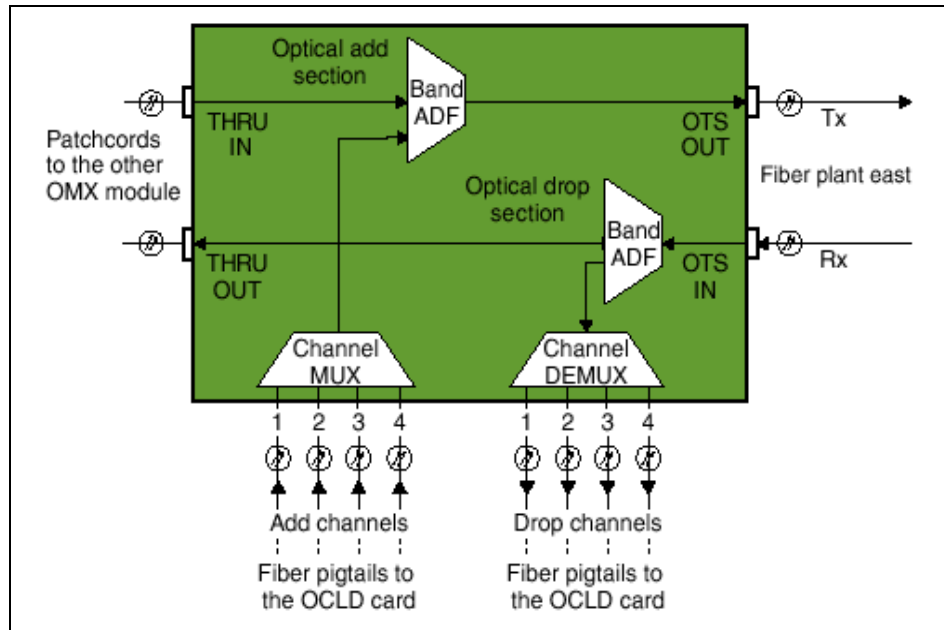 Optical add
section
Band
ADF
THRU
IN
OTS
OUT
Tx
Patchcords
to the other
OMX module
Fiber plant east
Optical drop
section
Band
ADF
THRU
OUT
OTS
IN
Rx
Channel
MUX
Channel
DEMUX
1 2 3 4
1 2 3 4
Add channels
Drop channels
Fiber pigtails to
the OCLD card
Fiber pigtails to
the OCLD card